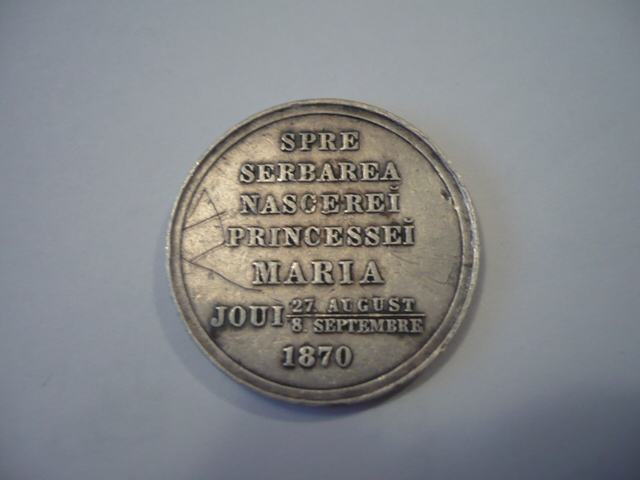 SPRE
SERBAREA
NASCEREĬ
PRINCESSEĬ
MARIA
JOUI 27. AUGUST
8. SEPTEMBRE
1870